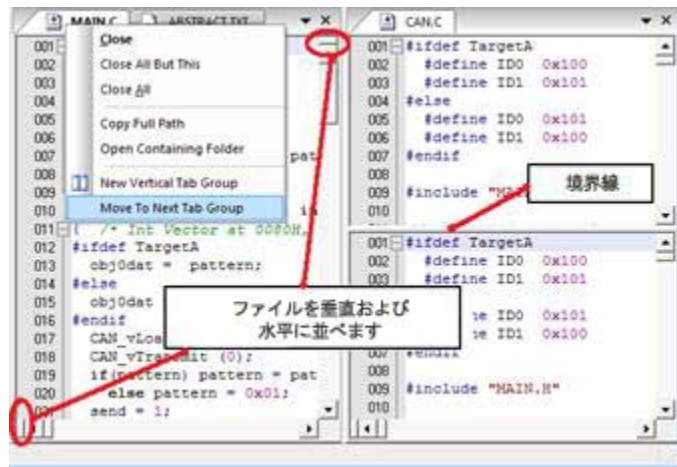 MAIN.C ABSTRACT.TXT
Close
Close All But This
Close All
Copy Full Path
Open Containing Folder
New Vertical Tab Group
Move To Next Tab Group
001
002
003
004
005
006
007 pat
008
009
010 in
011 { /* Int Vector at 0080H,
012 #ifdef TargetA
013 obj0dat = pattern;
014 #else
015 obj0dat
016 #endif
017 CAN_vLoa
018 CAN_vTransmit (0);
019 if(pattern) pattern = pat
020 else pattern = 0x01;
send = 1;
ファイルを垂直および
水平に並べます
CAN.C
001 #ifdef TargetA
002 #define ID0 0x100
003 #define ID1 0x101
004 #else
005 #define ID0 0x101
006 #define ID1 0x100
007 #endif
008
009 #include "MA
010
境界線
001 #ifdef TargetA
002 #define ID0 0x100
003 #define ID1 0x101
ne ID0 0x101
ne ID1 0x100
007 #endif
008
009 #include "MAIN.H"
010